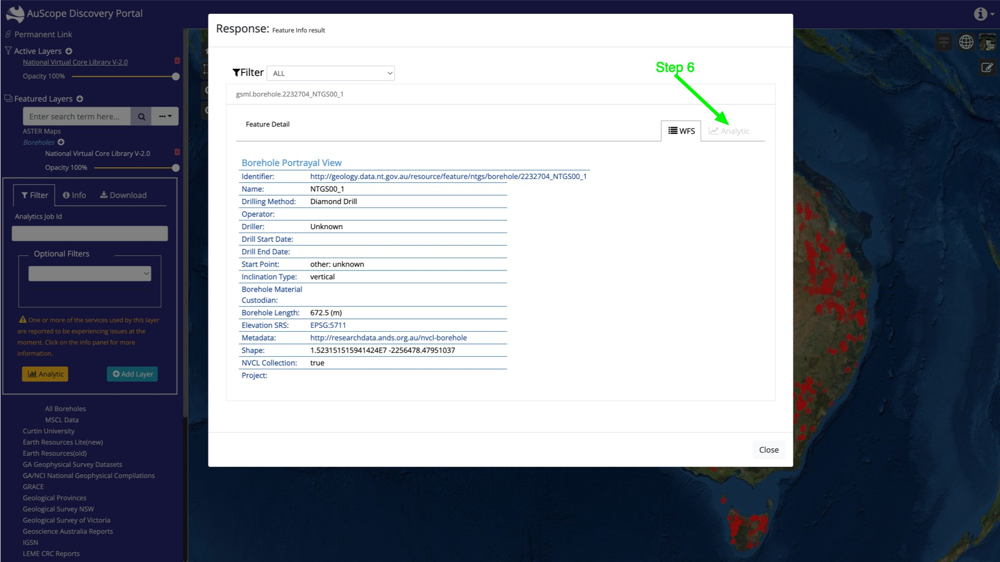 AuScope Discovery Portal
Permanent Link
Active Layers
National Virtual Core Library V-2.0
Opacity 100%
Featured Layers
Enter search term here...
ASTER Maps
Boreholes
National Virtual Core Library V-2.0
Opacity 100%
Filter Info Download
Analytics Job Id
Optional Filters
One or more of the services used by this layer
are reported to be experiencing issues at the
moment. Click on the info panel for more
information.
Analytic Add Layer
All Boreholes
MSCL Data
Curtin University
Earth Resources Lite(new)
Earth Resources(old)
GA Geophysical Survey Datasets
GA/NCI National Geophysical Compilations
GRACE
Geological Provinces
Geological Survey NSW
Geological Survey of Victoria
Geoscience Australia Reports
IGSN
LEME CRC Reports
Response: Feature Info result
Filter ALL
Step 6
gsml.borehole.2232704_NTGS00_1
Feature Detail
WFS Analytic
Borehole Portrayal View
Identifier: http://geology.data.nt.gov.au/resource/feature/ntgs/borehole/2232704_NTGS00_1
Name: NTGS00_1
Drilling Method: Diamond Drill
Operator:
Driller: Unknown
Drill Start Date:
Drill End Date:
Start Point: other: unknown
Inclination Type: vertical
Borehole Material
Custodian:
Borehole Length: 672.5 (m)
Elevation SRS: EPSG:5711
Metadata: http://researchdata.ands.org.au/nvcl-borehole
Shape: 1.523151515941424E7 -2256478.47951037
NVCL Collection: true
Project:
Close